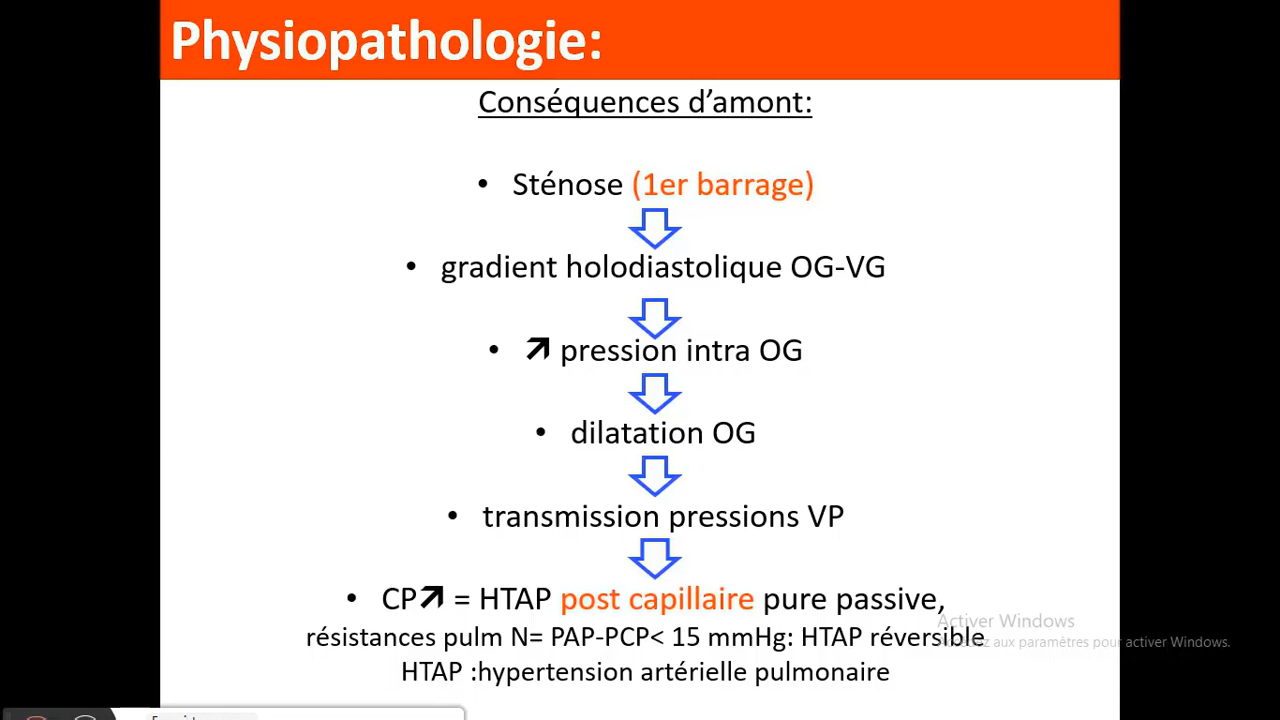 Physiopathologie:
Conséquences d'amont:
• Sténose (1er barrage)
• gradient holodiastolique OG-VG
• ↗ pression intra OG
• dilatation OG
• transmission pressions VP
• CP↗ = HTAP post capillaire pure passive,
résistances pulm N= PAP-PCP< 15 mmHg: HTAP réversible
HTAP :hypertension artérielle pulmonaire
Activer Windows
aux paramètres pour activer Windows.